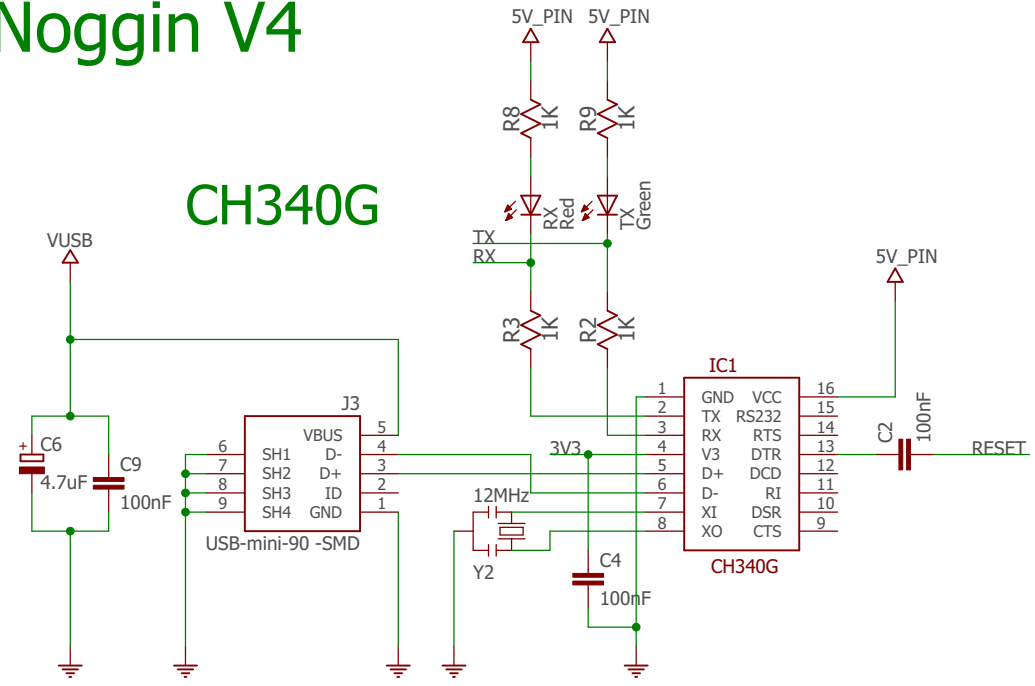 Noggin V4
5V_PIN 5V_PIN
R8 1K R9 1K
CH340G
RX Red
TX Green
TX
RX
VUSB
5V_PIN
R3 1K R2 1K
IC1
1 GND VCC 16
2 TX RS232 15
3 RX RTS 14
4 V3 DTR 13
5 D+ DCD 12
6 D- RI 11
7 XI DSR 10
8 XO CTS 9
CH340G
C2 100nF
RESET
3V3
J3
VBUS 5
6 SH1 D- 4
7 SH2 D+ 3
8 SH3 ID 2
9 SH4 GND 1
USB-mini-90 -SMD
+ C6
4.7uF
C9
100nF
12MHz
Y2
C4
100nF